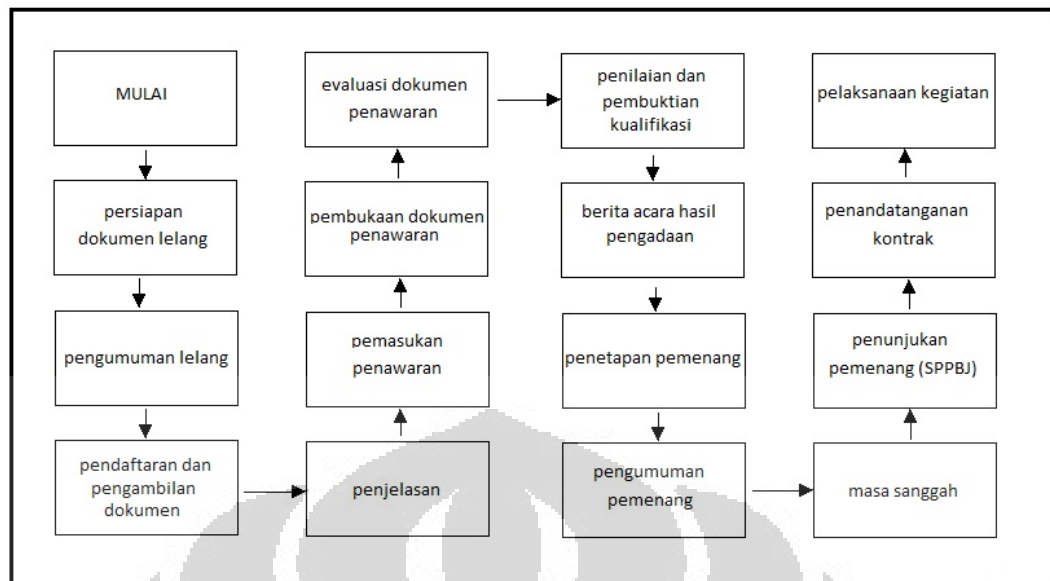 MULAI
persiapan
dokumen lelang
pengumuman lelang
pendaftaran dan
pengambilan
dokumen
penjelasan
pemasukan
penawaran
pembukaan dokumen
penawaran
evaluasi dokumen
penawaran
penilaian dan
pembuktian
kualifikasi
berita acara hasil
pengadaan
penetapan pemenang
pengumuman
pemenang
masa sanggah
penunjukan
pemenang (SPPBJ)
penandatanganan
kontrak
pelaksanaan kegiatan